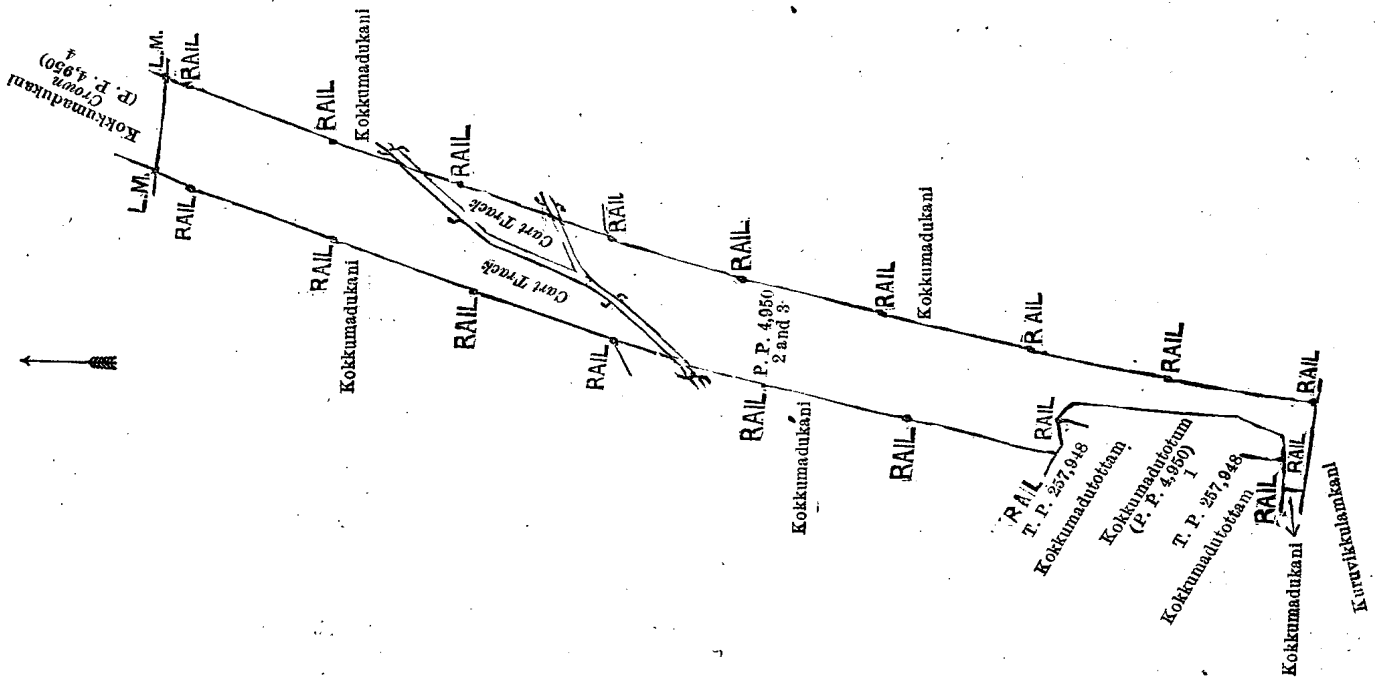 Kokkumadukani
Crown
(P. P. 4,950)
4
L.M.
L.M.
RAIL
RAIL
RAIL
RAIL
Kokkumadukani
Kokkumadukani
RAIL
RAIL
Cart Track
Cart Track
RAIL
RAIL
RAIL
P. P. 4,950
2 and 3
RAIL
Kokkumadukani
Kokkumadukani
RAIL
RAIL
RAIL
RAIL
RAIL
RAIL
T. P. 257,948
Kokkumadutottam
Kokkumadutotum
(P. P. 4,950)
1
T. P. 257,948
Kokkumadutottam
RAIL
RAIL
RAIL
Kokkumadukani
Kuruvikkulamkani